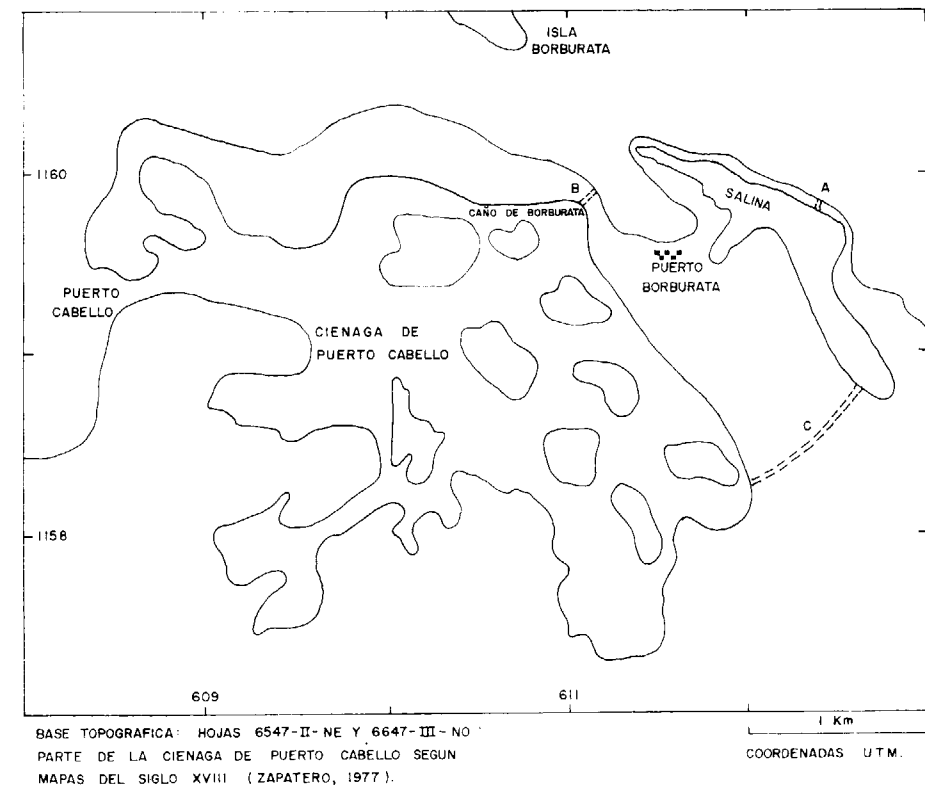 ISLA
BORBURATA
1160
B
A
SALINA
CAÑO DE BORBURATA
PUERTO
BORBURATA
PUERTO
CABELLO
CIENAGA DE
PUERTO CABELLO
C
1158
609
611
1 Km
BASE TOPOGRAFICA: HOJAS 6547-II-NE Y 6647-III-NO
PARTE DE LA CIENAGA DE PUERTO CABELLO SEGUN
MAPAS DEL SIGLO XVIII (ZAPATERO, 1977).
COORDENADAS UTM.